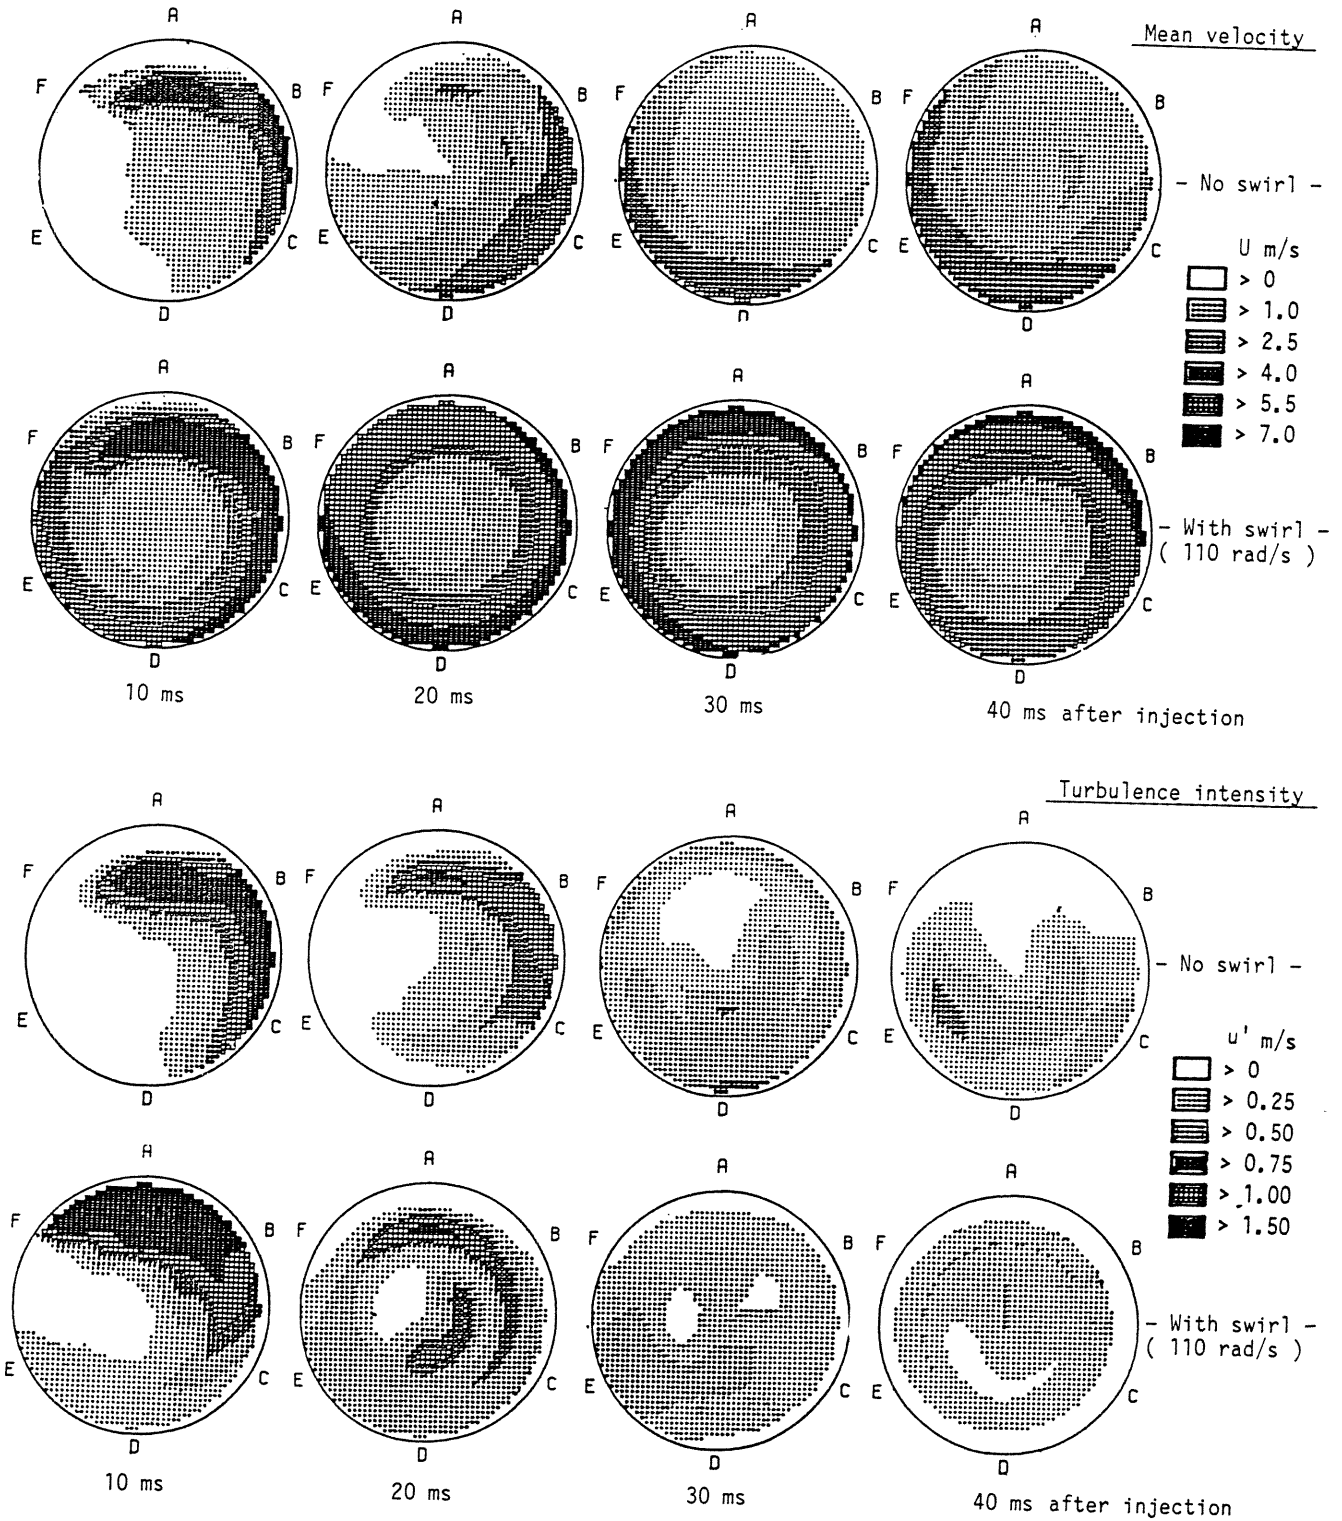 Mean velocity
A A A A
F B F B F B F B
- No swirl -
E C E C E C E C
D D D D
U m/s
> 0
> 1.0
> 2.5
> 4.0
> 5.5
> 7.0
A A A A
F B F B F B F B
- With swirl -
( 110 rad/s )
E C E C E C E C
D D D D
10 ms 20 ms 30 ms 40 ms after injection
Turbulence intensity
A A A A
F B F B F B F B
- No swirl -
E C E C E C E C
D D D D
u' m/s
> 0
> 0.25
> 0.50
> 0.75
> 1.00
> 1.50
A A A A
F B F B F B F B
- With swirl -
( 110 rad/s )
E C E C E C E C
D D D D
10 ms 20 ms 30 ms 40 ms after injection